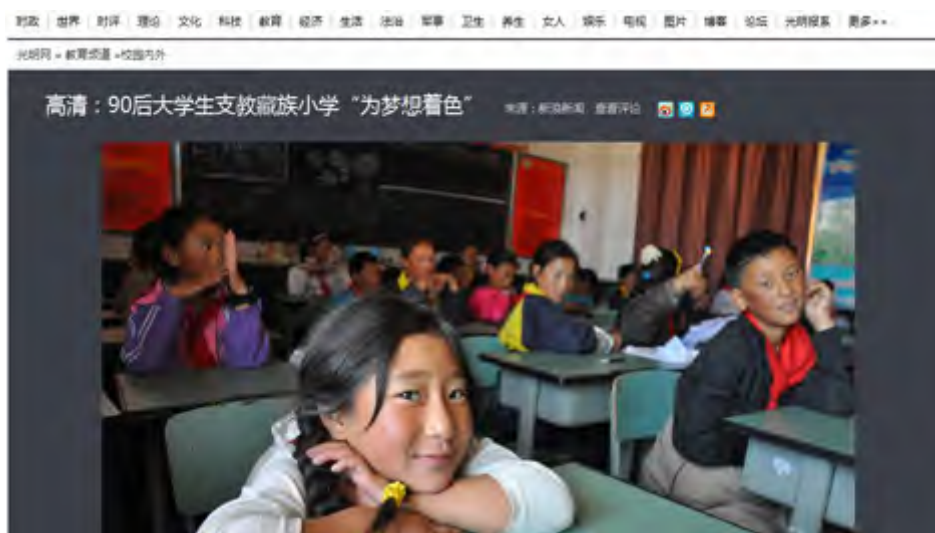 时政 世界 时评 理论 文化 科技 教育 经济 生活 法治 军事 卫生 养生 女人 娱乐 电视 图片 博客 论坛 光明报系 更多>>
光明网 » 教育频道 »校园内外
高清：90后大学生支教藏族小学“为梦想着色” 来源：新浪新闻 查看评论